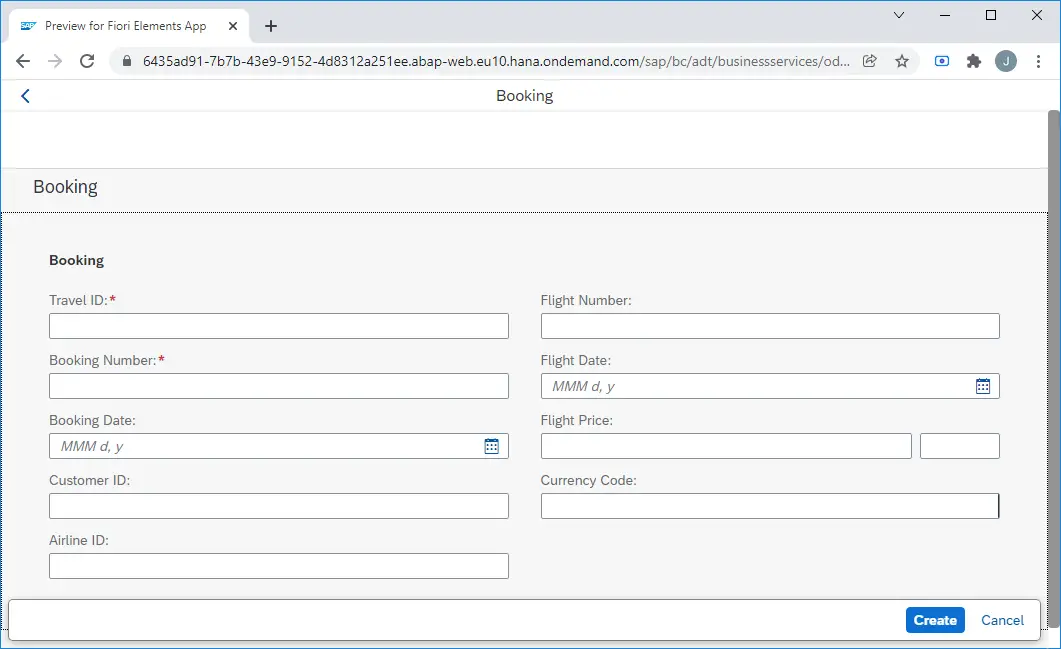 SAP Preview for Fiori Elements App
6435ad91-7b7b-43e9-9152-4d8312a251ee.abap-web.eu10.hana.ondemand.com/sap/bc/adt/businessservices/od...
J
Booking
Booking
Booking
Travel ID:*
Flight Number:
Booking Number:*
Flight Date:
MMM d, y
Booking Date:
MMM d, y
Flight Price:
Customer ID:
Currency Code:
Airline ID:
Create Cancel